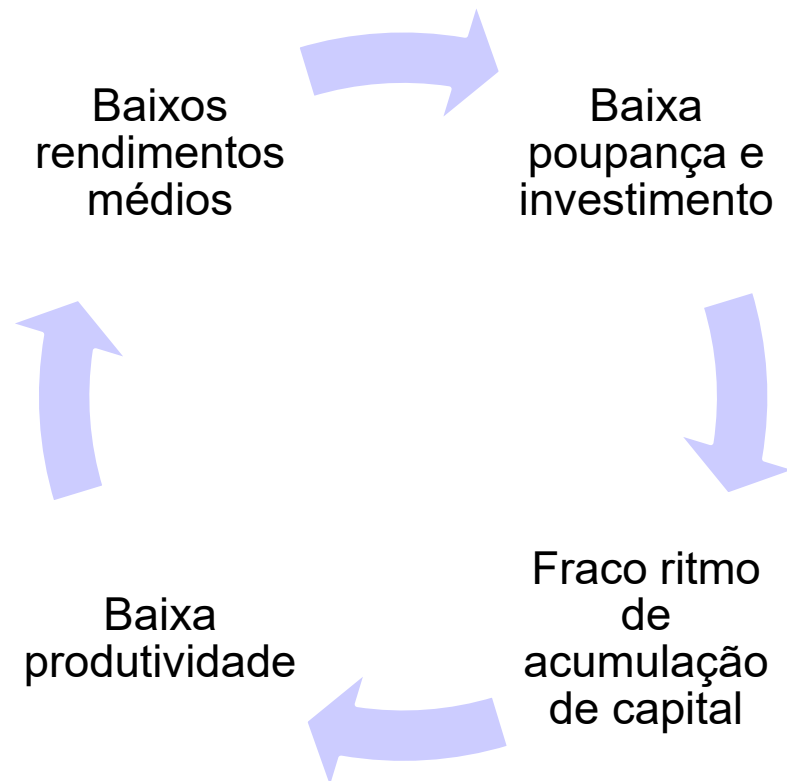 Baixos
rendimentos
médios
Baixa
poupança e
investimento
Fraco ritmo
de
acumulação
de capital
Baixa
produtividade